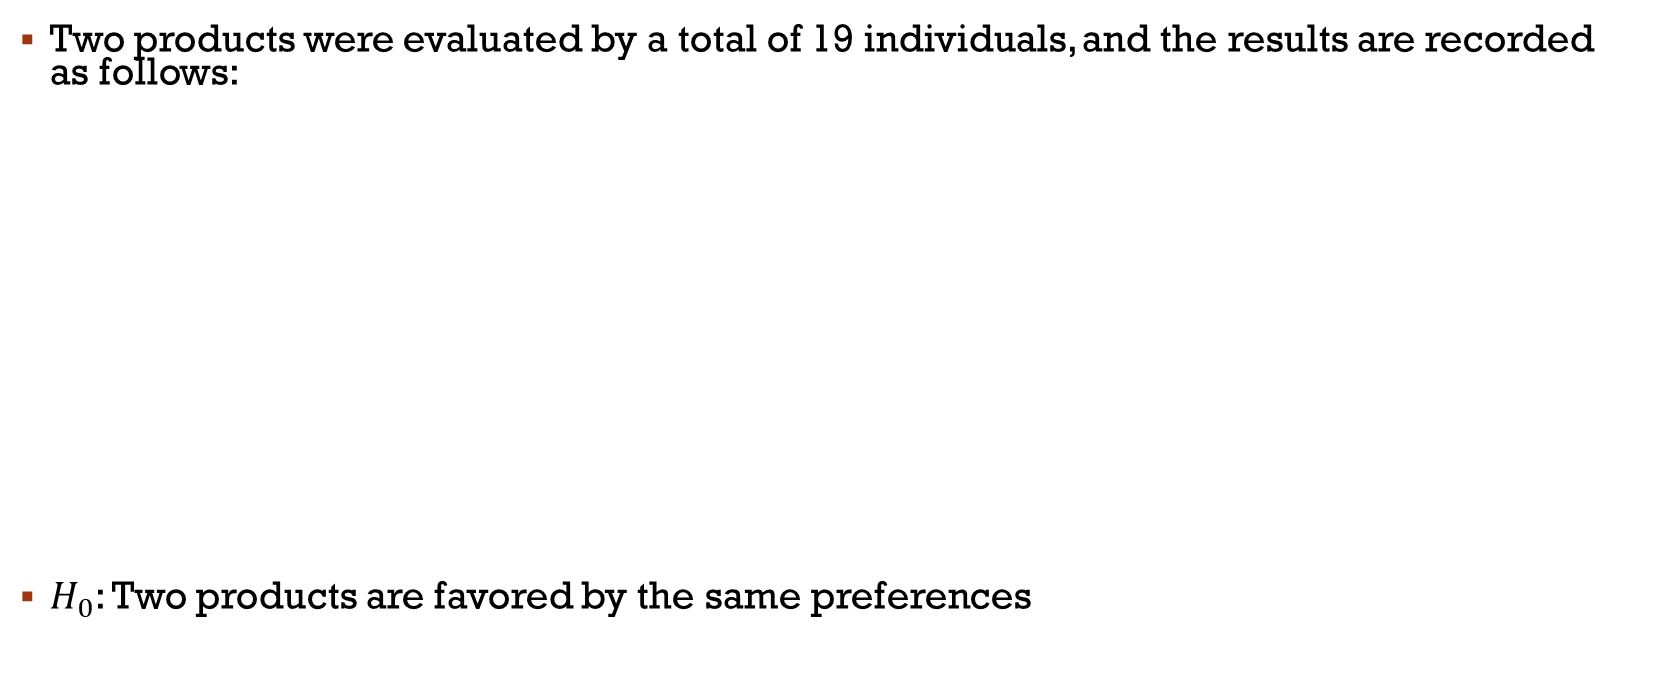 ▪ Two products were evaluated by a total of 19 individuals, and the results are recorded
as follows:
▪ H₀: Two products are favored by the same preferences